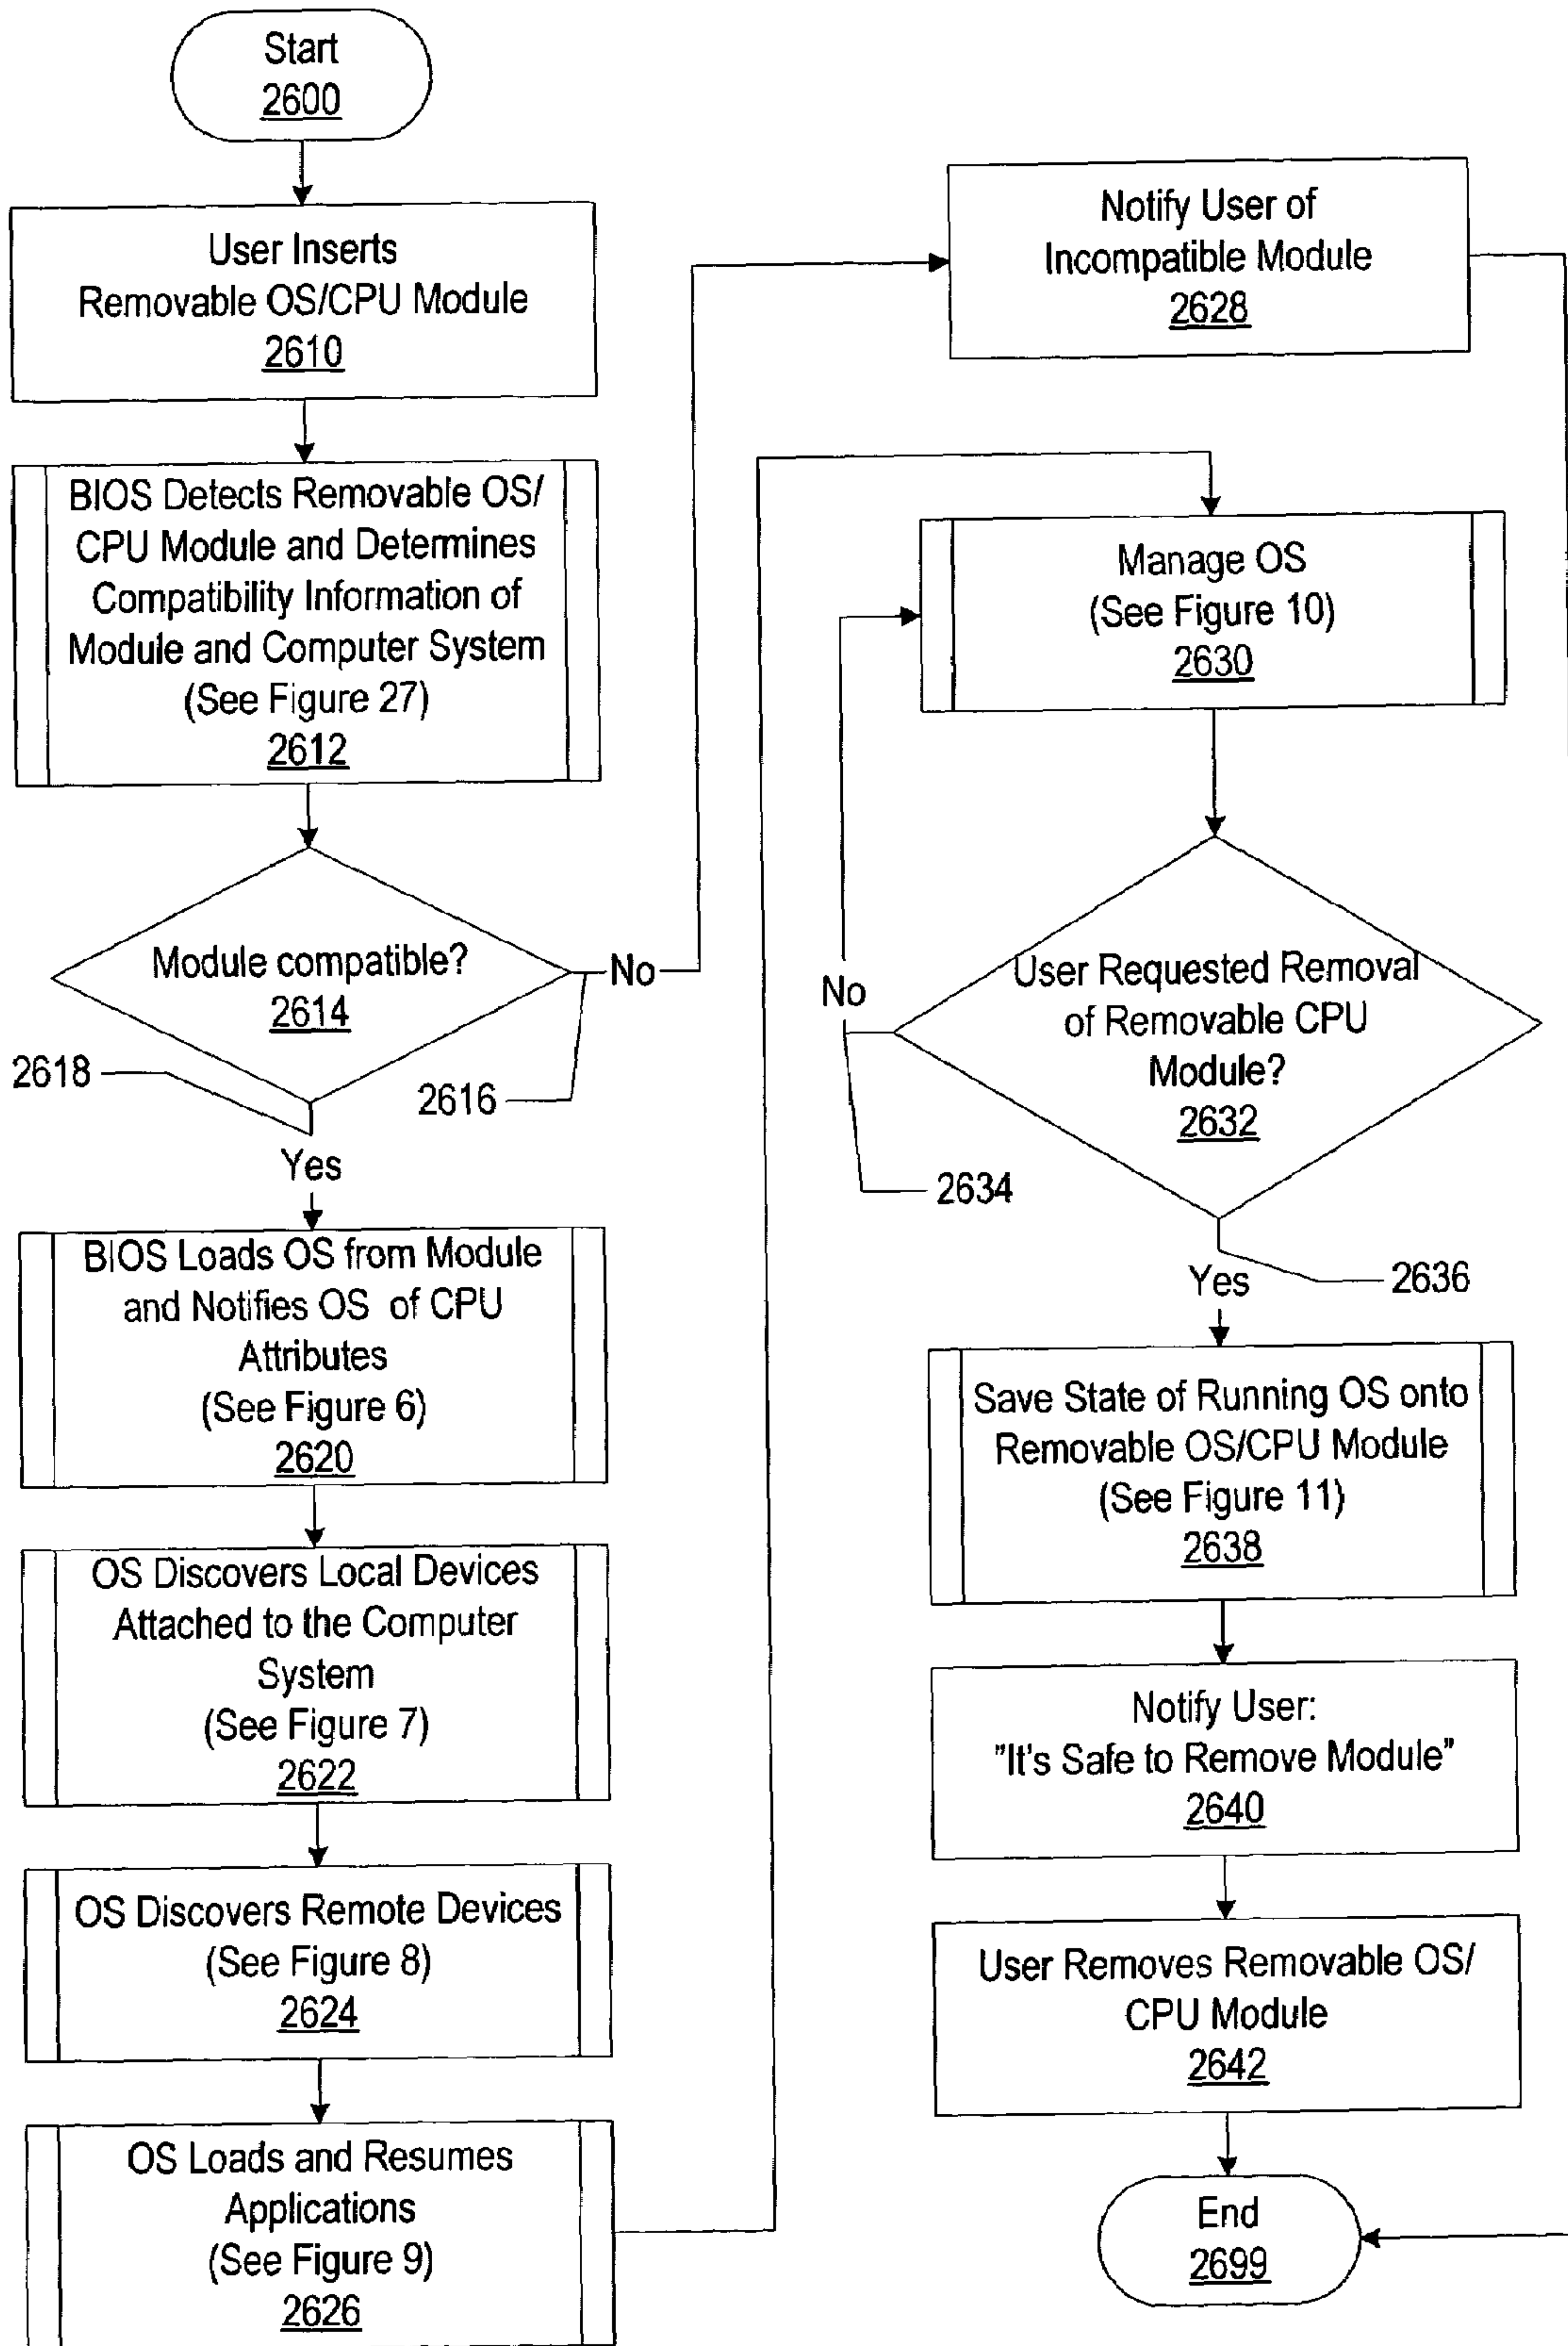 Start
2600
User Inserts
Removable OS/CPU Module
2610
BIOS Detects Removable OS/
CPU Module and Determines
Compatibility Information of
Module and Computer System
(See Figure 27)
2612
Module compatible?
2614
No
2618
2616
Yes
BIOS Loads OS from Module
and Notifies OS of CPU
Attributes
(See Figure 6)
2620
OS Discovers Local Devices
Attached to the Computer
System
(See Figure 7)
2622
OS Discovers Remote Devices
(See Figure 8)
2624
OS Loads and Resumes
Applications
(See Figure 9)
2626
Notify User of
Incompatible Module
2628
Manage OS
(See Figure 10)
2630
User Requested Removal
of Removable CPU
Module?
2632
No
2634
2636
Yes
Save State of Running OS onto
Removable OS/CPU Module
(See Figure 11)
2638
Notify User:
"It's Safe to Remove Module"
2640
User Removes Removable OS/
CPU Module
2642
End
2699